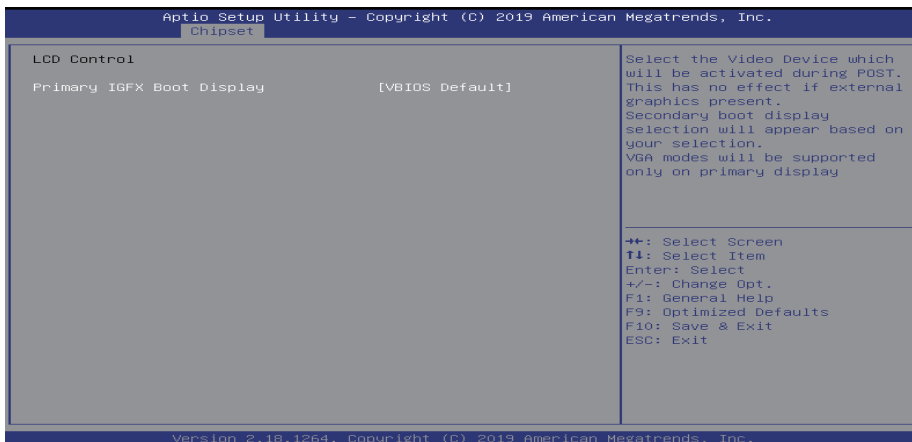 Aptio Setup Utility – Copyright (C) 2019 American Megatrends, Inc.
Chipset
LCD Control
Primary IGFX Boot Display [VBIOS Default]
Select the Video Device which
will be activated during POST.
This has no effect if external
graphics present.
Secondary boot display
selection will appear based on
your selection.
VGA modes will be supported
only on primary display
→←: Select Screen
↑↓: Select Item
Enter: Select
+/-: Change Opt.
F1: General Help
F9: Optimized Defaults
F10: Save & Exit
ESC: Exit
Version 2.18.1264. Copyright (C) 2019 American Megatrends, Inc.